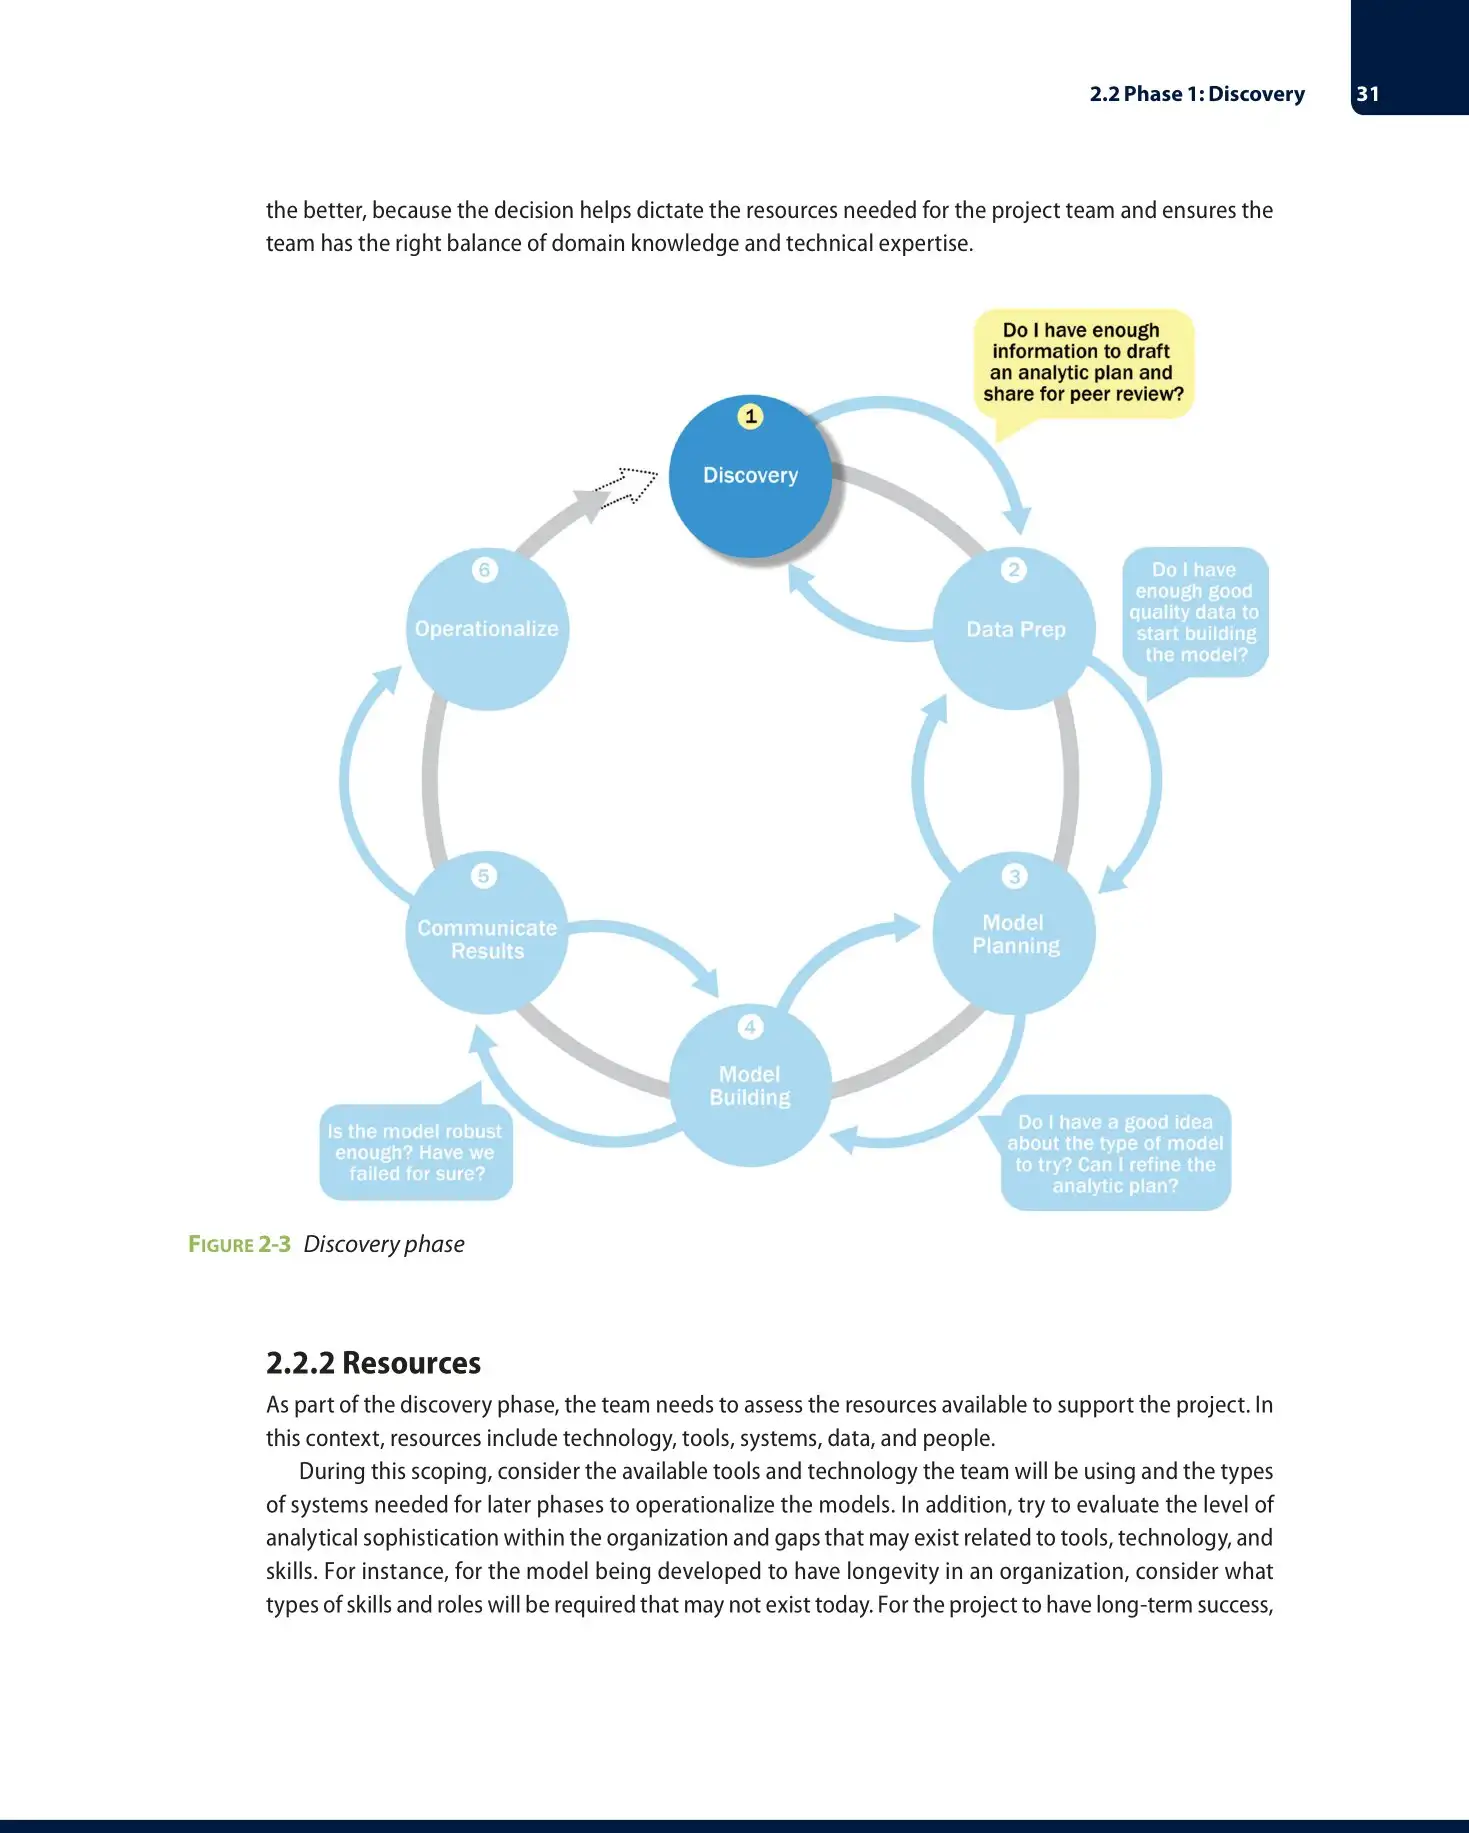 2.2 Phase 1: Discovery 31
the better, because the decision helps dictate the resources needed for the project team and ensures the
team has the right balance of domain knowledge and technical expertise.
Do I have enough
information to draft
an analytic plan and
share for peer review?
1
Discovery
2
Data Prep
Do I have
enough good
quality data to
start building
the model?
6
Operationalize
3
Model
Planning
5
Communicate
Results
4
Model
Building
Is the model robust
enough? Have we
failed for sure?
Do I have a good idea
about the type of model
to try? Can I refine the
analytic plan?
FIGURE 2-3 Discovery phase
2.2.2 Resources
As part of the discovery phase, the team needs to assess the resources available to support the project. In
this context, resources include technology, tools, systems, data, and people.
During this scoping, consider the available tools and technology the team will be using and the types
of systems needed for later phases to operationalize the models. In addition, try to evaluate the level of
analytical sophistication within the organization and gaps that may exist related to tools, technology, and
skills. For instance, for the model being developed to have longevity in an organization, consider what
types of skills and roles will be required that may not exist today. For the project to have long-term success,